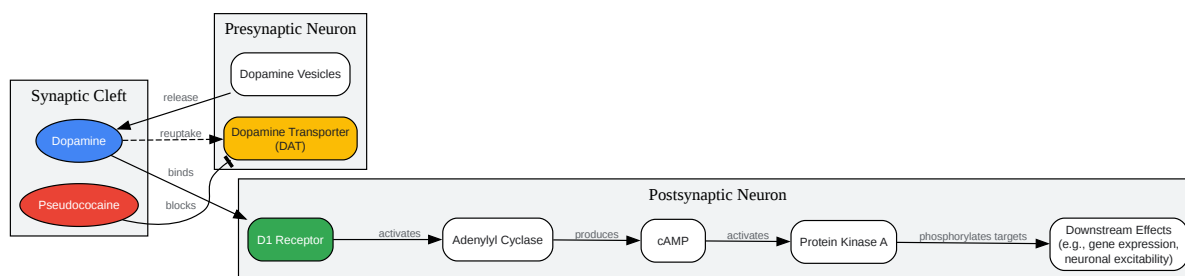 Presynaptic Neuron
Dopamine Vesicles
Synaptic Cleft
release
Dopamine
reuptake
Dopamine Transporter
(DAT)
binds
Postsynaptic Neuron
Pseudococaine
blocks
D1 Receptor
activates
Adenylyl Cyclase
produces
cAMP
activates
Protein Kinase A
phosphorylates targets
Downstream Effects
(e.g., gene expression,
neuronal excitability)